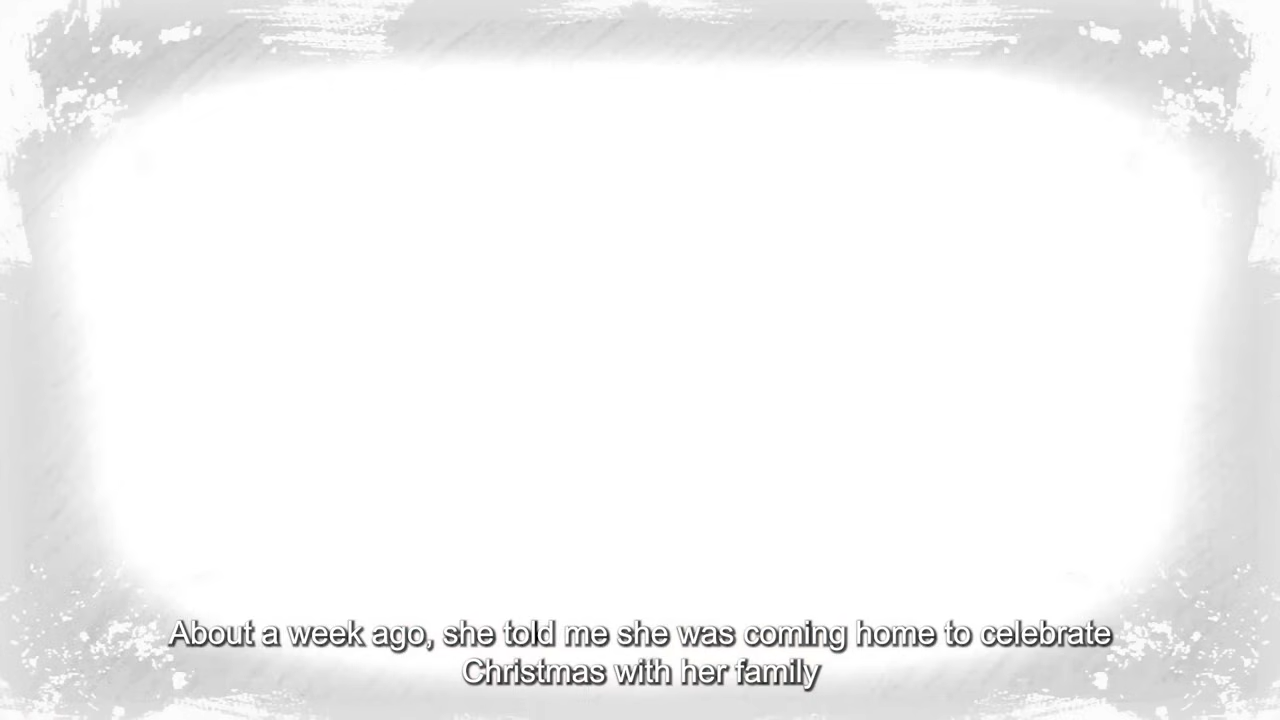 About a week ago, she told me she was coming home to celebrate
Christmas with her family